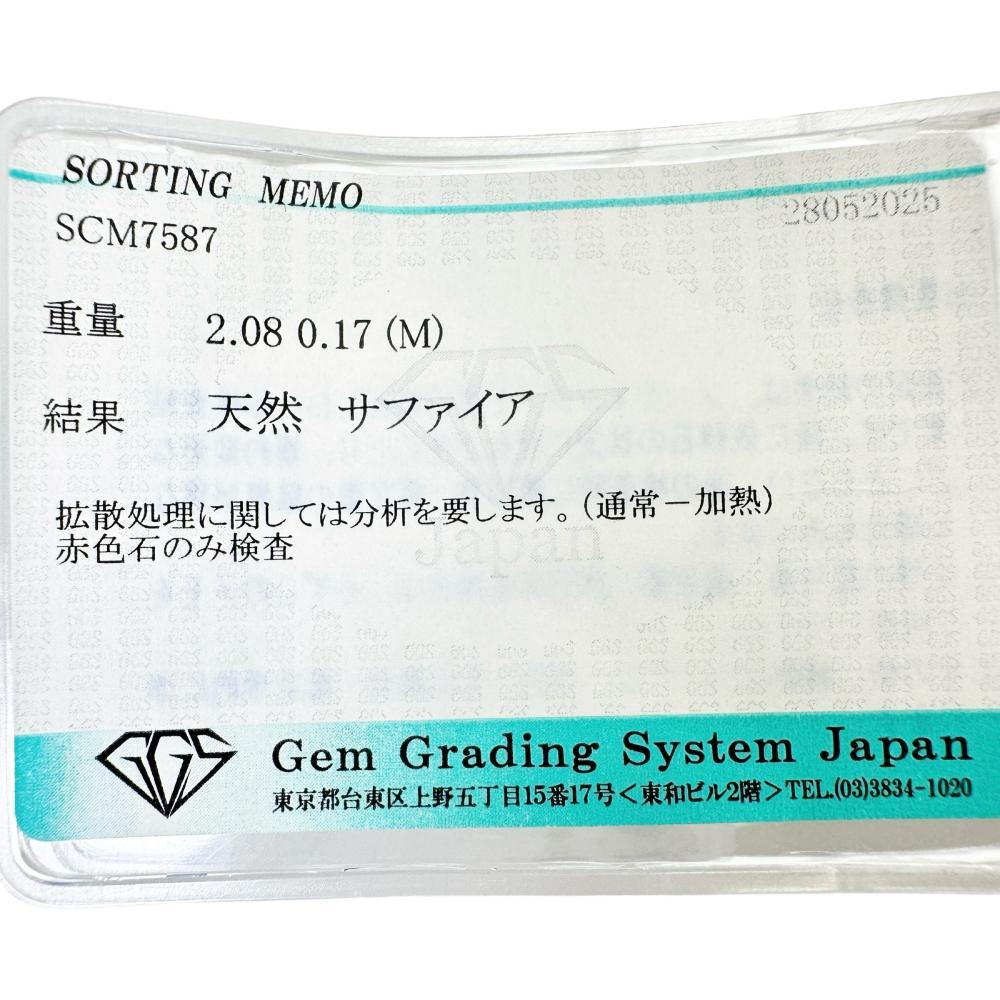 SORTING MEMO
28052025
SCM7587
重量 2.08 0.17 (M)
結果 天然 サファイア
拡散処理に関しては分析を要します。(通常－加熱)
赤色石のみ検査
GGS
Japan
GGS Gem Grading System Japan
東京都台東区上野五丁目15番17号＜東和ビル2階＞TEL.(03)3834-1020